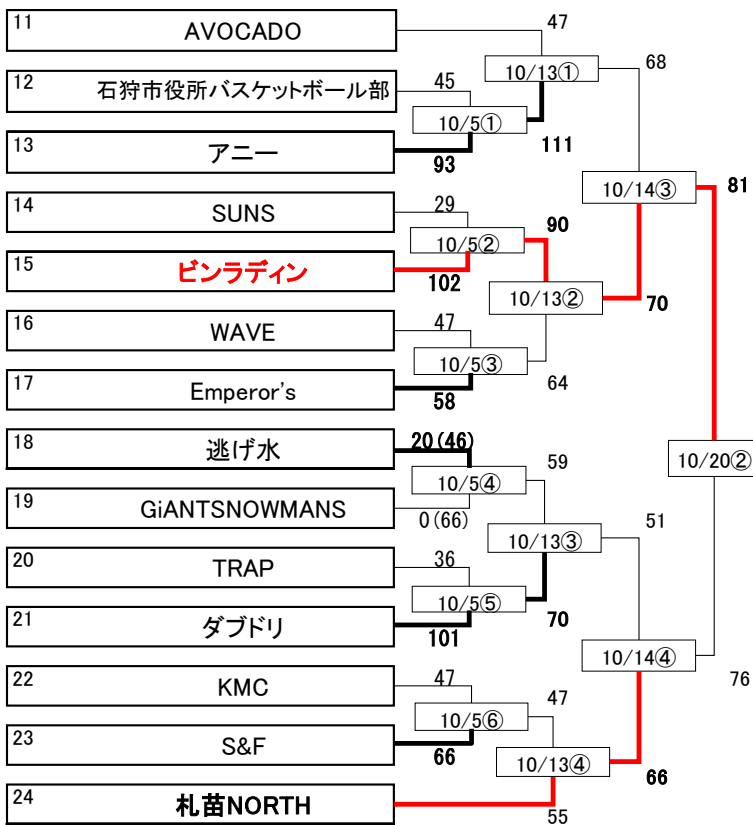 11 AVOCADO 47
10/13① 68
12 石狩市役所バスケットボール部 45
10/5① 111
13 アニー 93
10/14③ 81
14 SUNS 29
10/5② 90
15 ビンラディン 102
10/13② 70
16 WAVE 47
10/5③ 64
17 Emperor's 58
18 逃げ水 20(46)
10/20②
10/5④ 59
19 GiANTSNOWMANS 0(66)
10/13③ 51
20 TRAP 36
10/5⑤ 70
21 ダブドリ 101
10/14④ 76
22 KMC 47
10/5⑥ 47
23 S&F 66
10/13④ 66
24 札苗NORTH 55